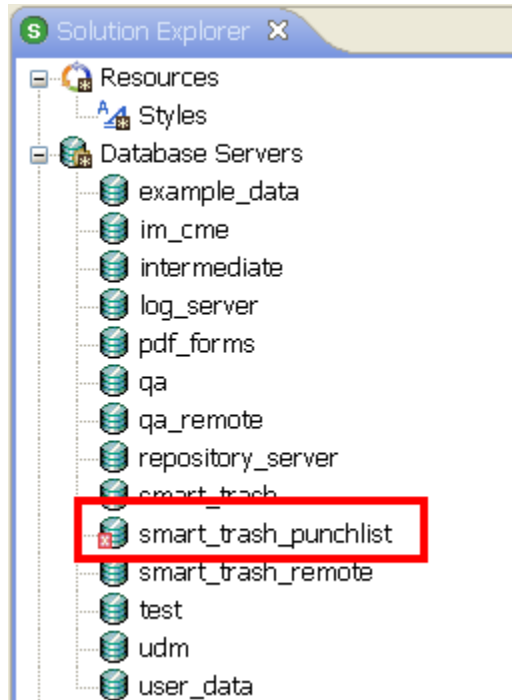 S Solution Explorer
Resources
Styles
Database Servers
example_data
im_cme
intermediate
log_server
pdf_forms
qa
qa_remote
repository_server
smart_trash
smart_trash_punchlist
smart_trash_remote
test
udm
user_data